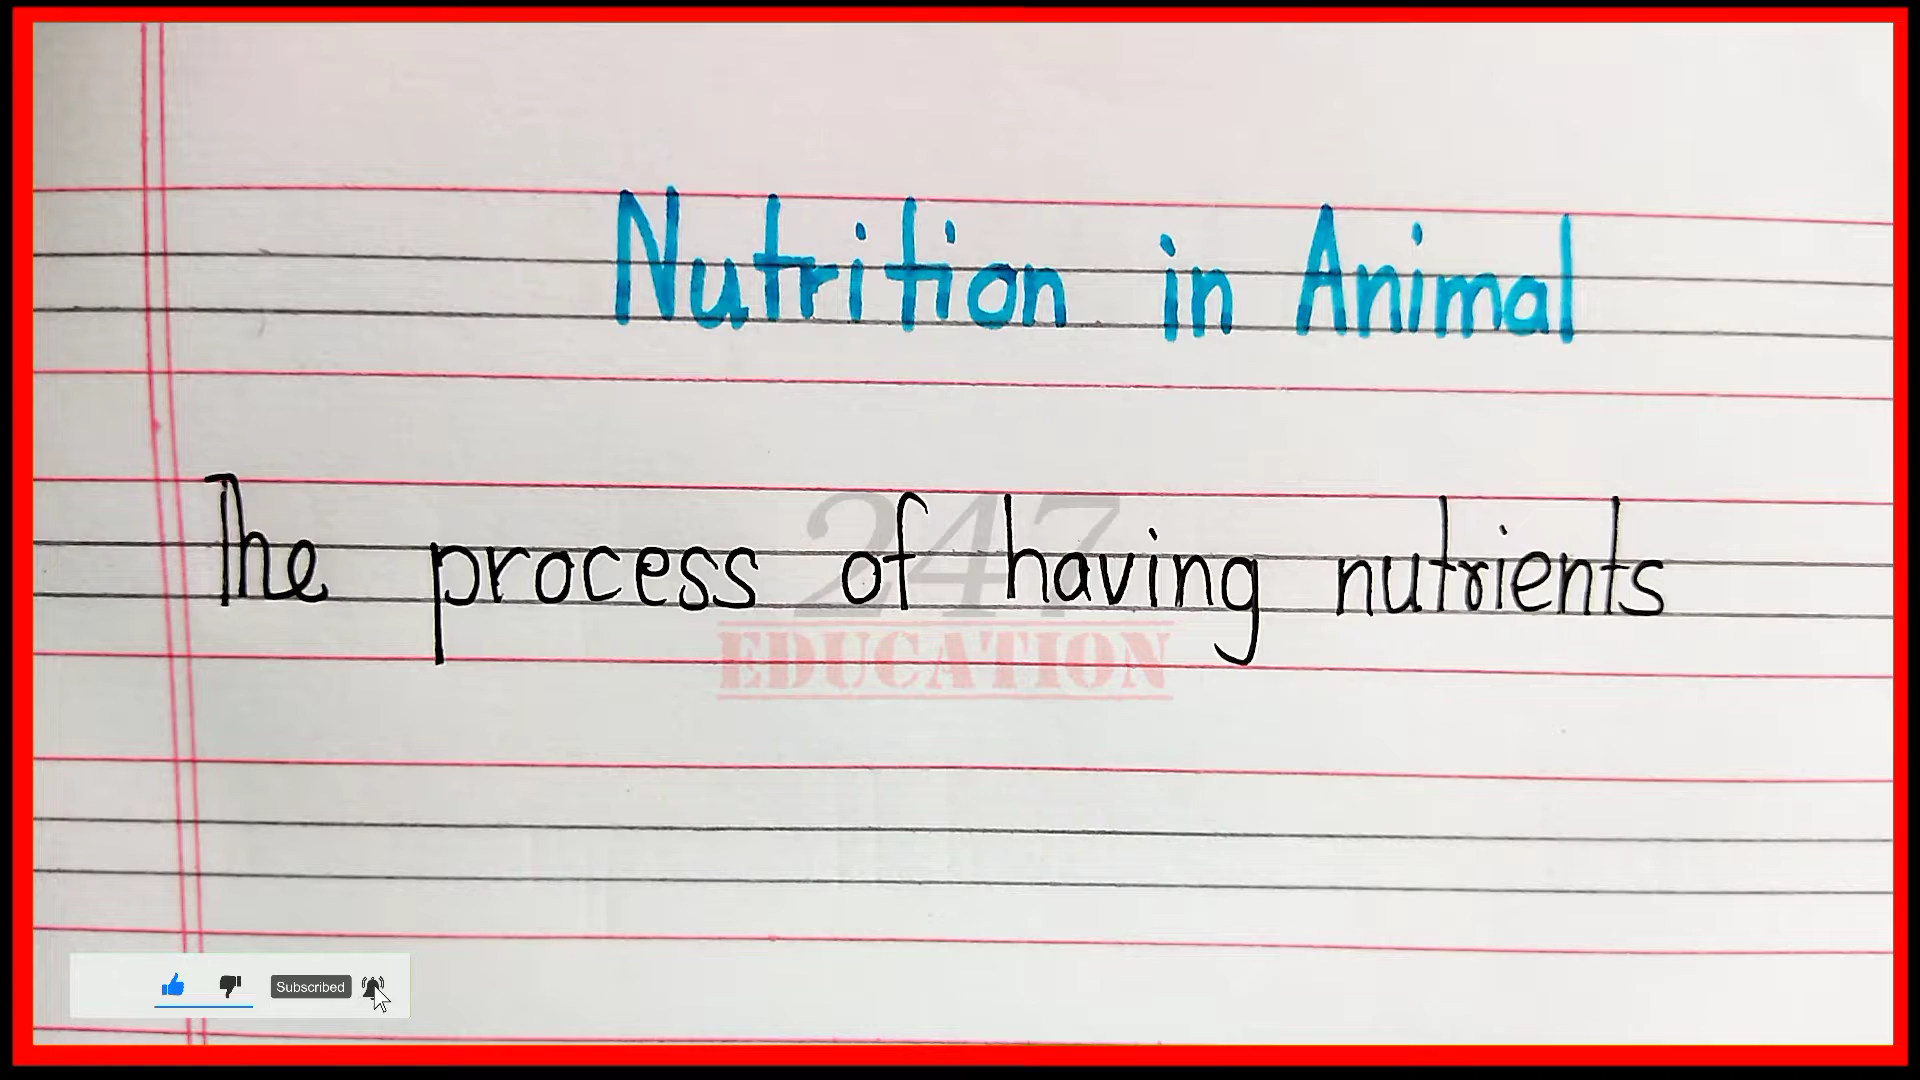 Nutrition in Animal
The process of having nutrients
247
EDUCATION
Subscribed